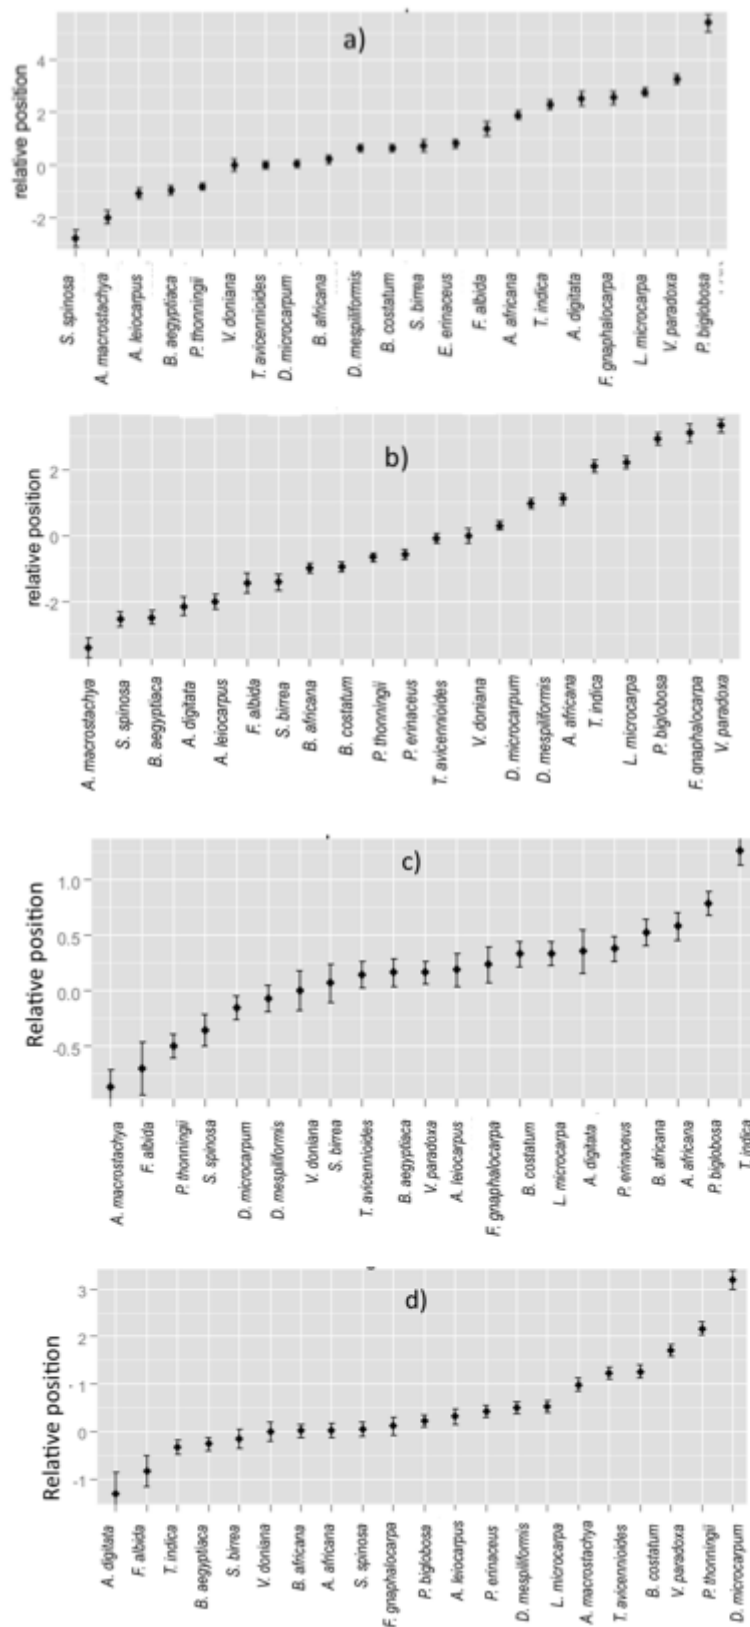 a)
relative position
4
2
0
-2
S. spinosa
A. macrostachya
A. leiocarpus
B. aegyptiaca
P. thonningii
V. doniana
T. avicennioides
D. microcarpum
B. africana
D. mespiliformis
B. costatum
S. birrea
E. erinaceus
F. albida
A. africana
T. indica
A. digitata
F. gnaphalocarpa
L. microcarpa
V. paradoxa
P. biglobosa
b)
relative position
2
0
-2
A. macrostachya
S. spinosa
B. aegyptiaca
A. digitata
A. leiocarpus
F. albida
S. birrea
B. africana
B. costatum
P. thonningii
P. erinaceus
T. avicennioides
V. doniana
D. microcarpum
D. mespiliformis
A. africana
T. indica
L. microcarpa
P. biglobosa
F. gnaphalocarpa
V. paradoxa
c)
Relative position
1.0
0.5
0.0
-0.5
A. macrostachya
F. albida
P. thonningii
S. spinosa
D. microcarpum
D. mespiliformis
V. doniana
S. birrea
T. avicennioides
B. aegyptiaca
V. paradoxa
A. leiocarpus
F. gnaphalocarpa
B. costatum
L. microcarpa
A. digitata
P. erinaceus
B. africana
A. africana
P. biglobosa
T. indica
d)
Relative position
3
2
1
0
-1
A. digitata
F. albida
T. indica
B. aegyptiaca
S. birrea
V. doniana
B. africana
A. africana
S. spinosa
F. gnaphalocarpa
P. biglobosa
A. leiocarpus
P. erinaceus
D. mespiliformis
L. microcarpa
A. macrostachya
T. avicennioides
B. costatum
V. paradoxa
P. thonningii
D. microcarpum